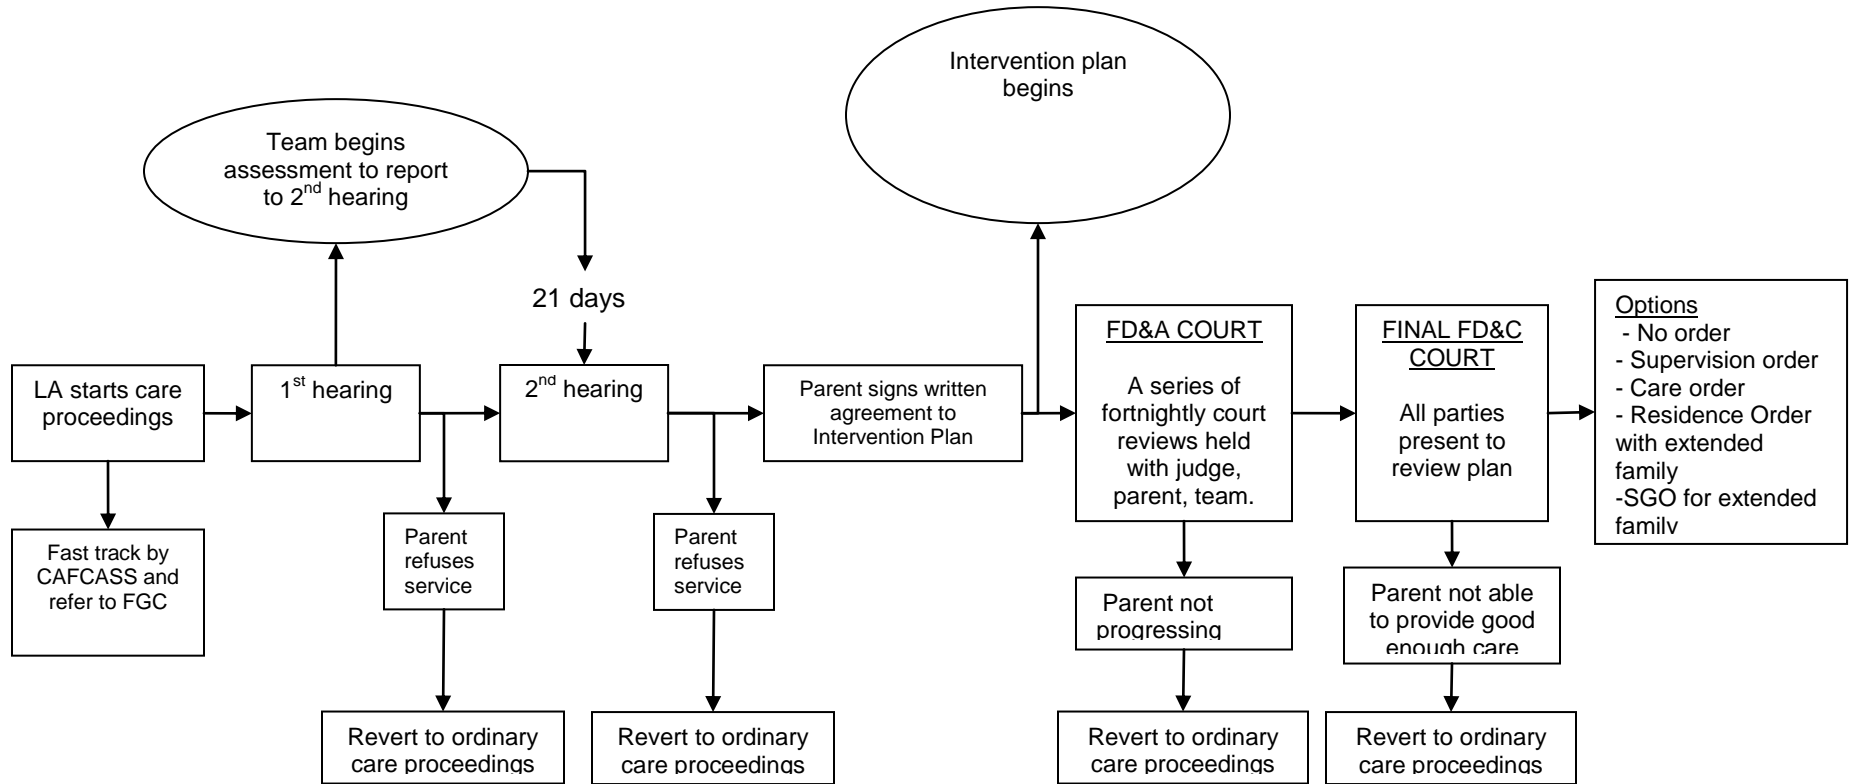 Intervention plan
begins
Team begins
assessment to report
to 2nd hearing
21 days
LA starts care
proceedings
1st hearing
2nd hearing
Parent signs written
agreement to
Intervention Plan
FD&A COURT
A series of
fortnightly court
reviews held
with judge,
parent, team.
FINAL FD&C
COURT
All parties
present to
review plan
Options
- No order
- Supervision order
- Care order
- Residence Order
with extended
family
-SGO for extended
family
Fast track by
CAFCASS and
refer to FGC
Parent
refuses
service
Parent
refuses
service
Parent not
progressing
Parent not able
to provide good
enough care
Revert to ordinary
care proceedings
Revert to ordinary
care proceedings
Revert to ordinary
care proceedings
Revert to ordinary
care proceedings